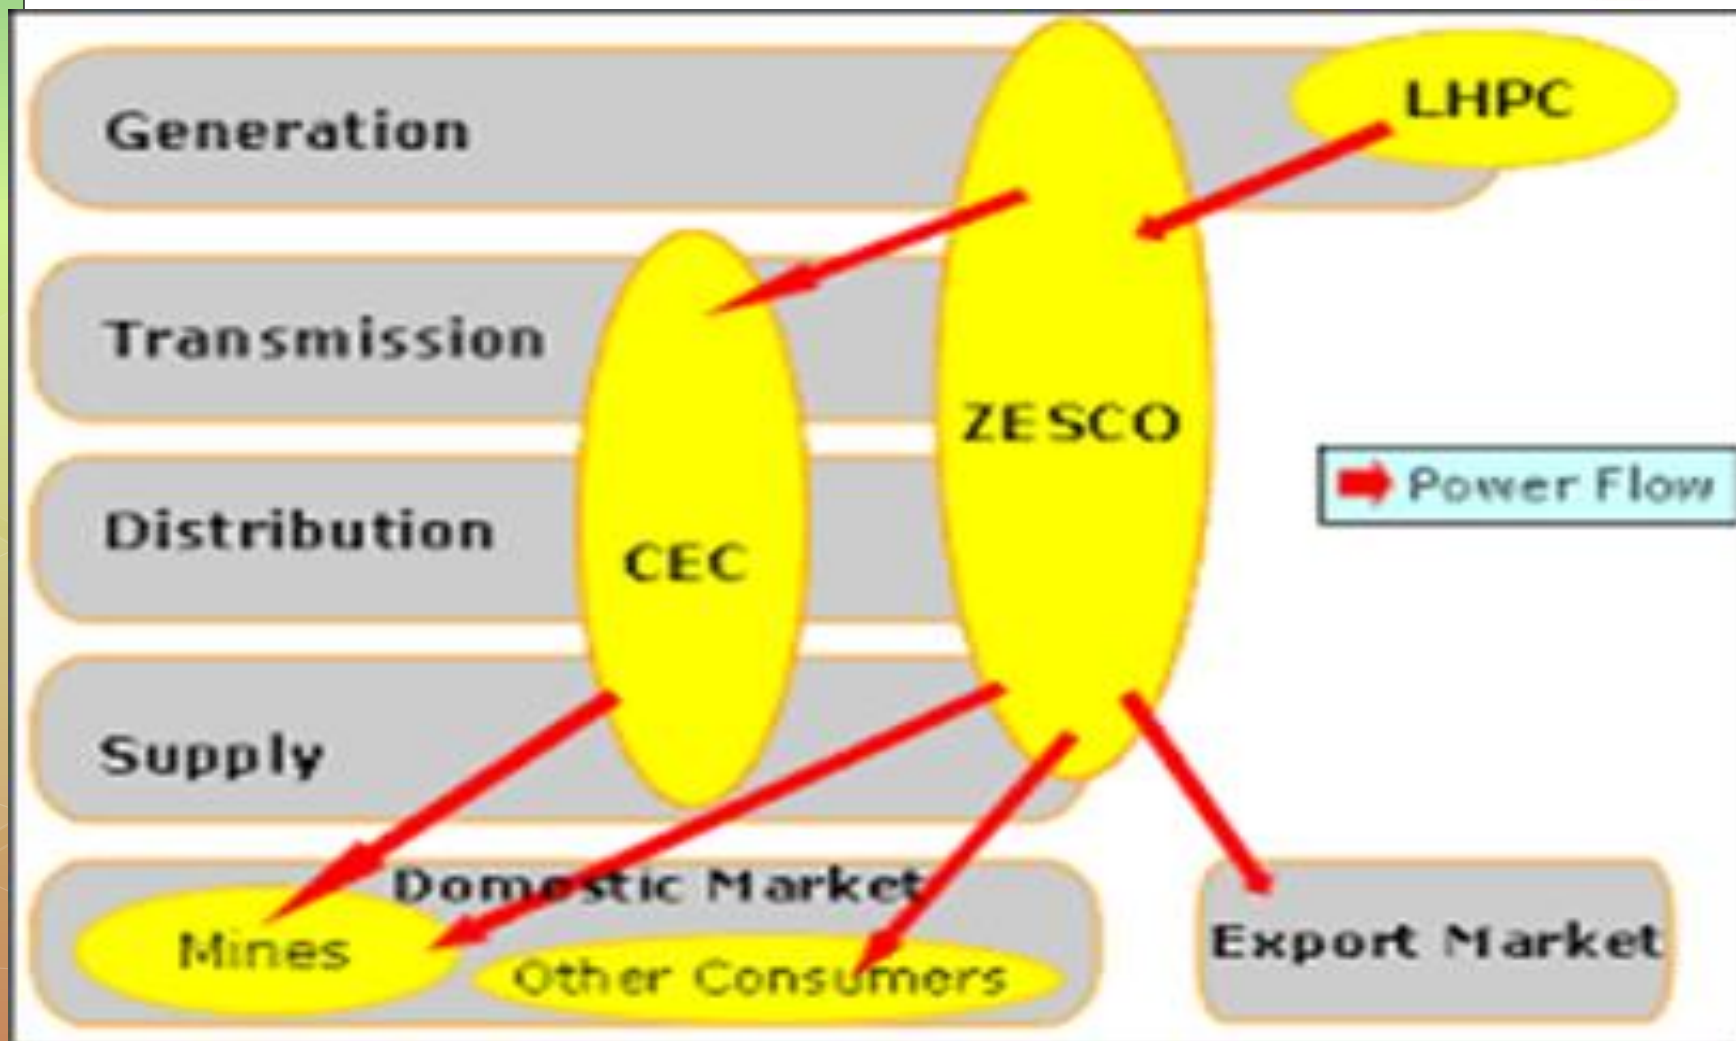 Generation
LHPC
Transmission
ZESCO
Power Flow
Distribution
CEC
Supply
Domestic Market
Mines
Other Consumers
Export Market